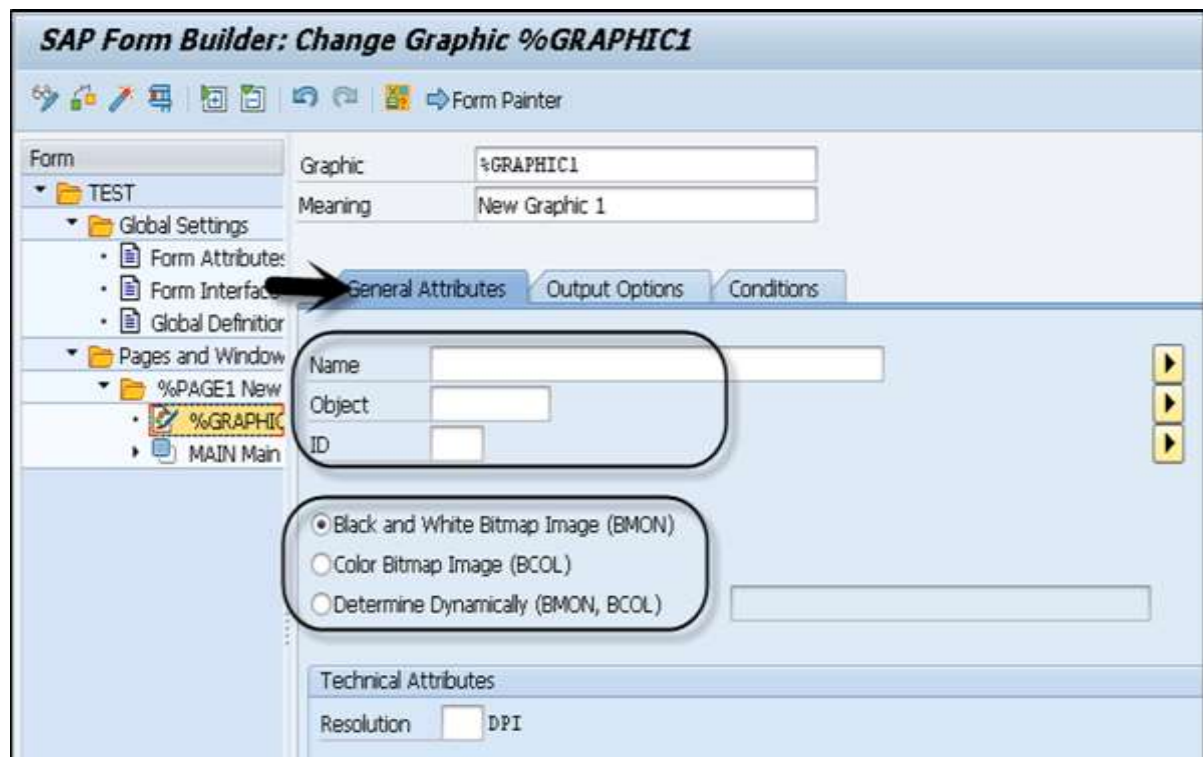 SAP Form Builder: Change Graphic %GRAPHIC1
Form Painter
Form
Graphic %GRAPHIC1
TEST
Meaning New Graphic 1
Global Settings
Form Attributes
Form Interfac
General Attributes Output Options Conditions
Global Definition
Pages and Window
Name
%PAGE1 New
Object
%GRAPHIC
MAIN Main
ID
Black and White Bitmap Image (BMON)
Color Bitmap Image (BCOL)
Determine Dynamically (BMON, BCOL)
Technical Attributes
Resolution DPI